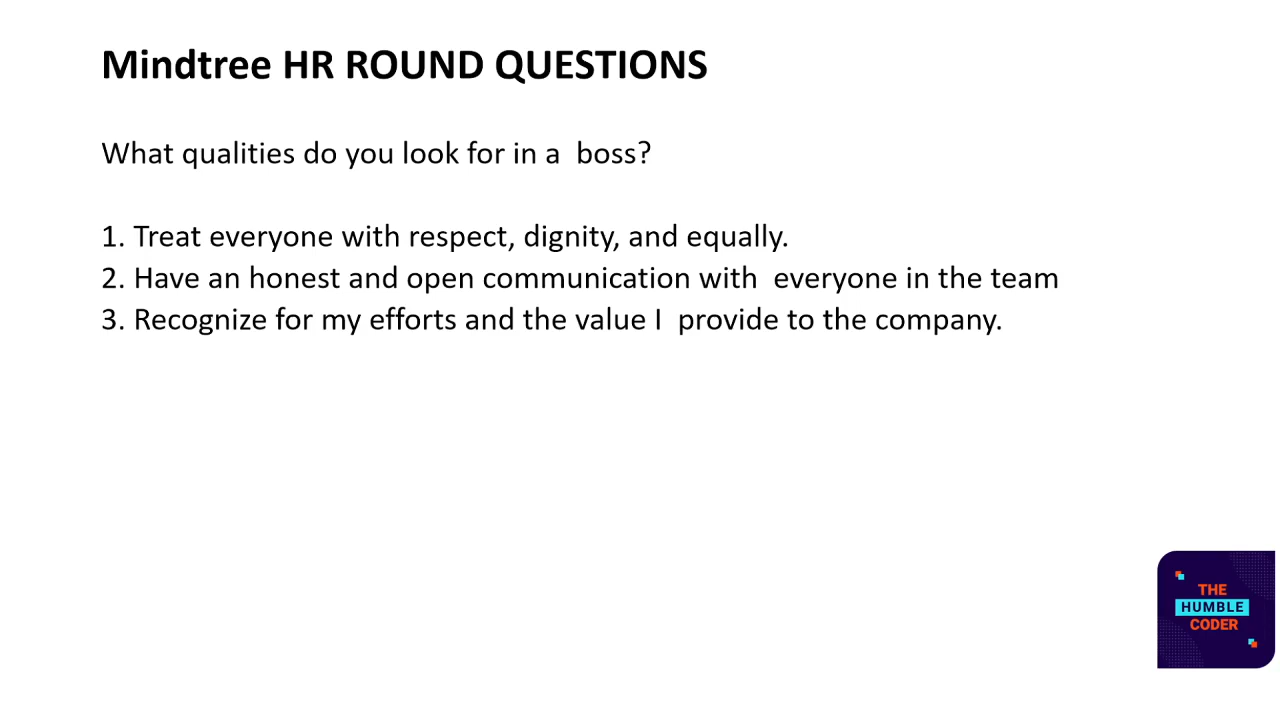 Mindtree HR ROUND QUESTIONS
What qualities do you look for in a  boss?
1. Treat everyone with respect, dignity, and equally.
2. Have an honest and open communication with  everyone in the team
3. Recognize for my efforts and the value I  provide to the company.
THE
HUMBLE
CODER